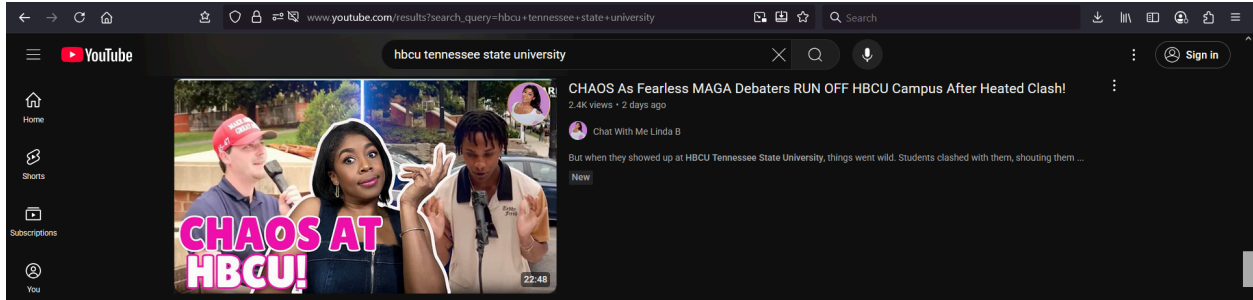 www.youtube.com/results?search_query=hbcu+tennessee+state+university
Search
YouTube
hbcu tennessee state university
Sign in
Home
Shorts
Subscriptions
You
CHAOS AT
HBCU!
22:48
CHAOS As Fearless MAGA Debaters RUN OFF HBCU Campus After Heated Clash!
2.4K views • 2 days ago
Chat With Me Linda B
But when they showed up at HBCU Tennessee State University, things went wild. Students clashed with them, shouting them ...
New